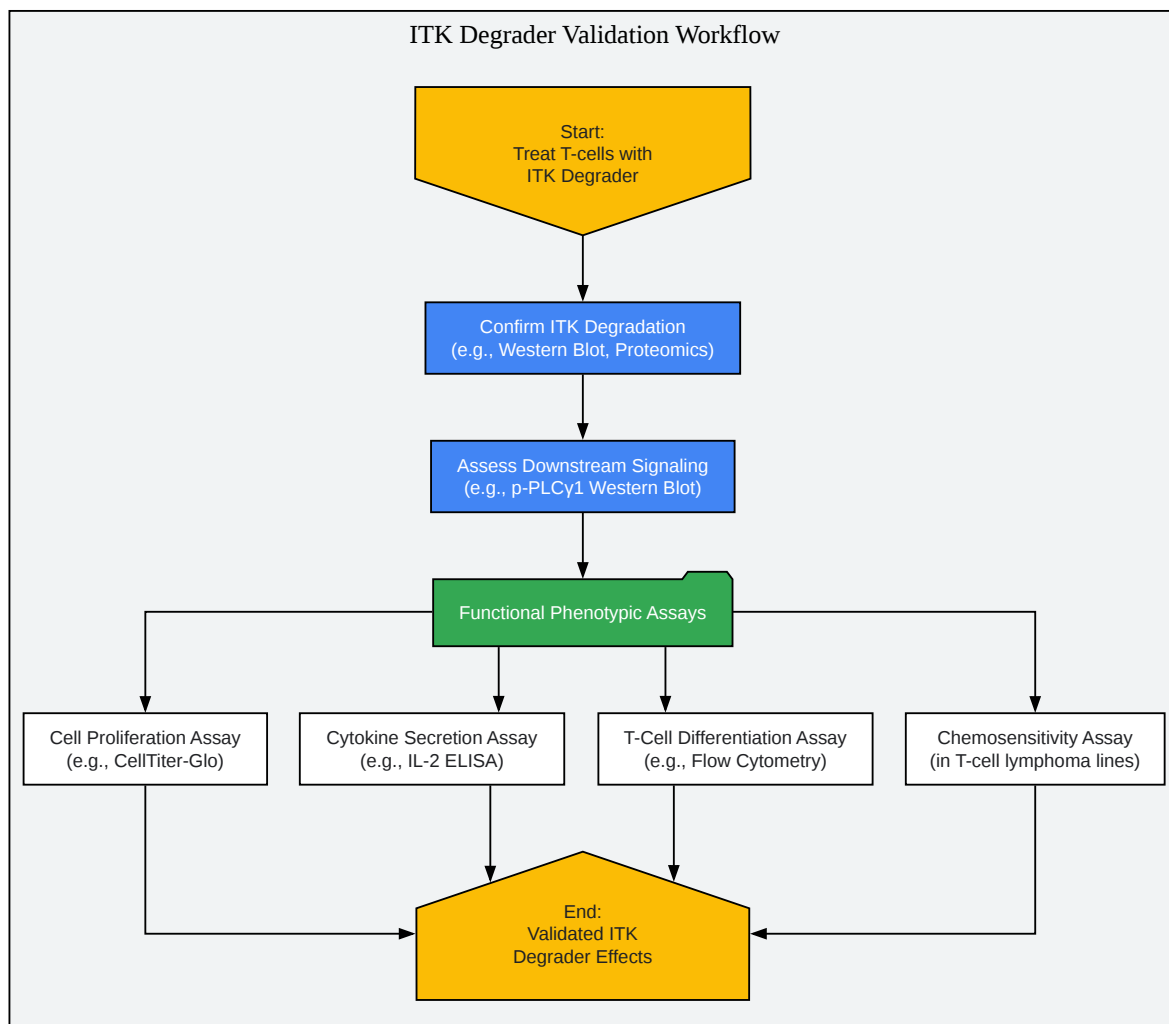 ITK Degrader Validation Workflow
Start:
Treat T-cells with
ITK Degrader
Confirm ITK Degradation
(e.g., Western Blot, Proteomics)
Assess Downstream Signaling
(e.g., p-PLCγ1 Western Blot)
Functional Phenotypic Assays
Cell Proliferation Assay
(e.g., CellTiter-Glo)
Cytokine Secretion Assay
(e.g., IL-2 ELISA)
T-Cell Differentiation Assay
(e.g., Flow Cytometry)
Chemosensitivity Assay
(in T-cell lymphoma lines)
End:
Validated ITK
Degrader Effects